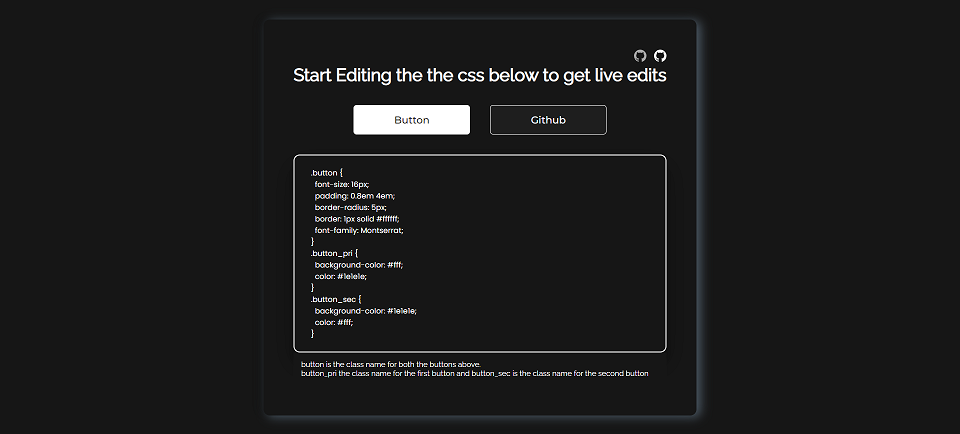 Start Editing the the css below to get live edits
Button
Github
.button {
font-size: 16px;
padding: 0.8em 4em;
border-radius: 5px;
border: 1px solid #ffffff;
font-family: Montserrat;
}
.button_pri {
background-color: #fff;
color: #1e1e1e;
}
.button_sec {
background-color: #1e1e1e;
color: #fff;
}
button is the class name for both the buttons above.
button_pri the class name for the first button and button_sec is the class name for the second button